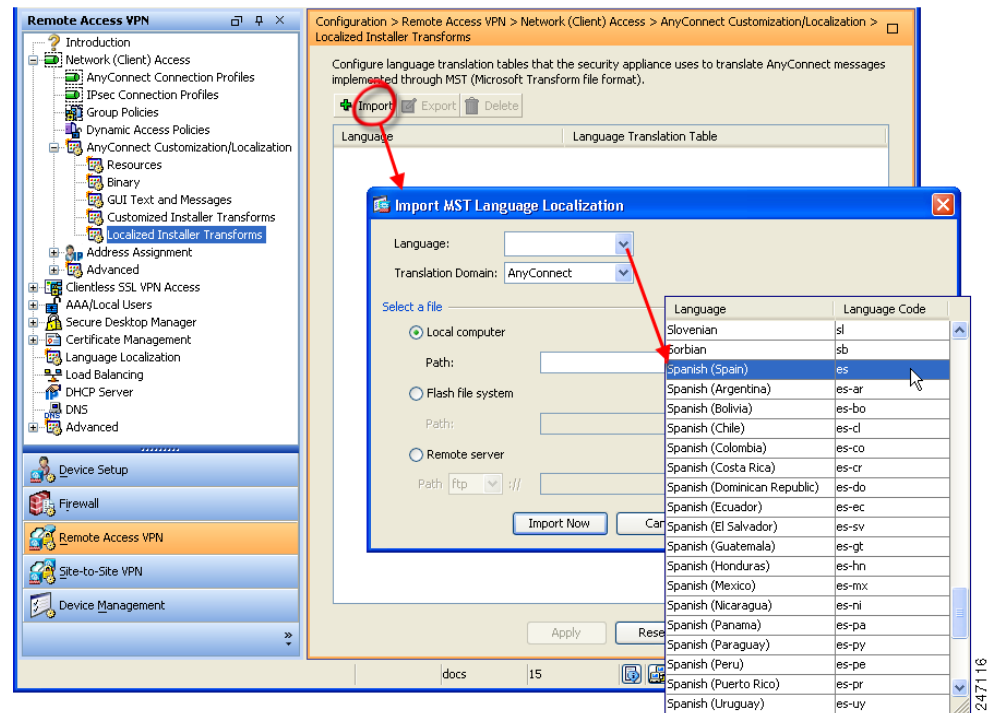 Remote Access VPN
Introduction
Network (Client) Access
AnyConnect Connection Profiles
IPsec Connection Profiles
Group Policies
Dynamic Access Policies
AnyConnect Customization/Localization
Resources
Binary
GUI Text and Messages
Customized Installer Transforms
Localized Installer Transforms
Address Assignment
Advanced
Clientless SSL VPN Access
AAA/Local Users
Secure Desktop Manager
Certificate Management
Language Localization
Load Balancing
DHCP Server
DNS
Advanced
Device Setup
Firewall
Remote Access VPN
Site-to-Site VPN
Device Management
Configuration > Remote Access VPN > Network (Client) Access > AnyConnect Customization/Localization >
Localized Installer Transforms
Configure language translation tables that the security appliance uses to translate AnyConnect messages
implemented through MST (Microsoft Transform file format).
Import Export Delete
Language Language Translation Table
Import MST Language Localization
Language:
Translation Domain: AnyConnect
Select a file
Local computer
Path:
Flash file system
Path:
Remote server
Path ftp ://
Import Now Can
Apply Rese
docs 15
Language Language Code
Slovenian sl
Sorbian sb
Spanish (Spain) es
Spanish (Argentina) es-ar
Spanish (Bolivia) es-bo
Spanish (Chile) es-cl
Spanish (Colombia) es-co
Spanish (Costa Rica) es-cr
Spanish (Dominican Republic) es-do
Spanish (Ecuador) es-ec
Spanish (El Salvador) es-sv
Spanish (Guatemala) es-gt
Spanish (Honduras) es-hn
Spanish (Mexico) es-mx
Spanish (Nicaragua) es-ni
Spanish (Panama) es-pa
Spanish (Paraguay) es-py
Spanish (Peru) es-pe
Spanish (Puerto Rico) es-pr
Spanish (Uruguay) es-uy
247116